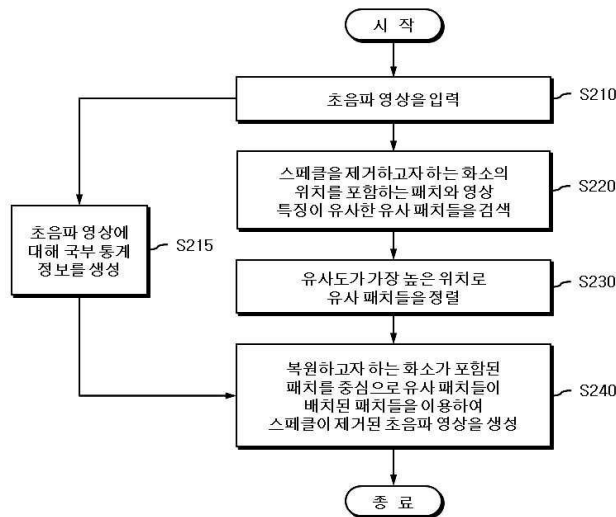 시 작
초음파 영상을 입력
S210
스페클을 제거하고자 하는 화소의
위치를 포함하는 패치와 영상
특징이 유사한 유사 패치들을 검색
S220
초음파 영상에
대해 국부 통계
정보를 생성
S215
유사도가 가장 높은 위치로
유사 패치들을 정렬
S230
복원하고자 하는 화소가 포함된
패치를 중심으로 유사 패치들이
배치된 패치들을 이용하여
스페클이 제거된 초음파 영상을 생성
S240
종 료